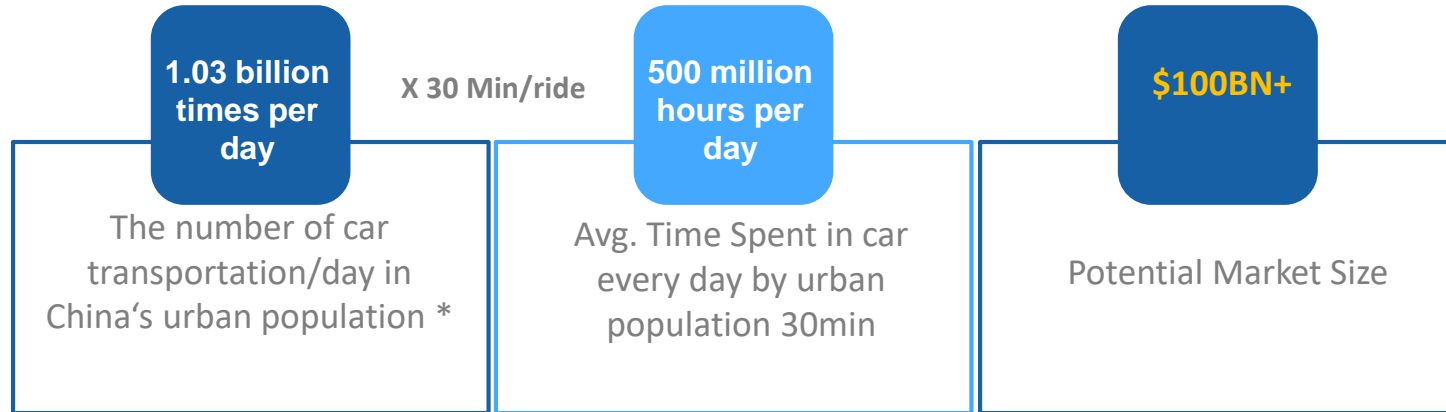 1.03 billion
times per
day
X 30 Min/ride
500 million
hours per
day
$100BN+
The number of car
transportation/day in
China‘s urban population *
Avg. Time Spent in car
every day by urban
population 30min
Potential Market Size